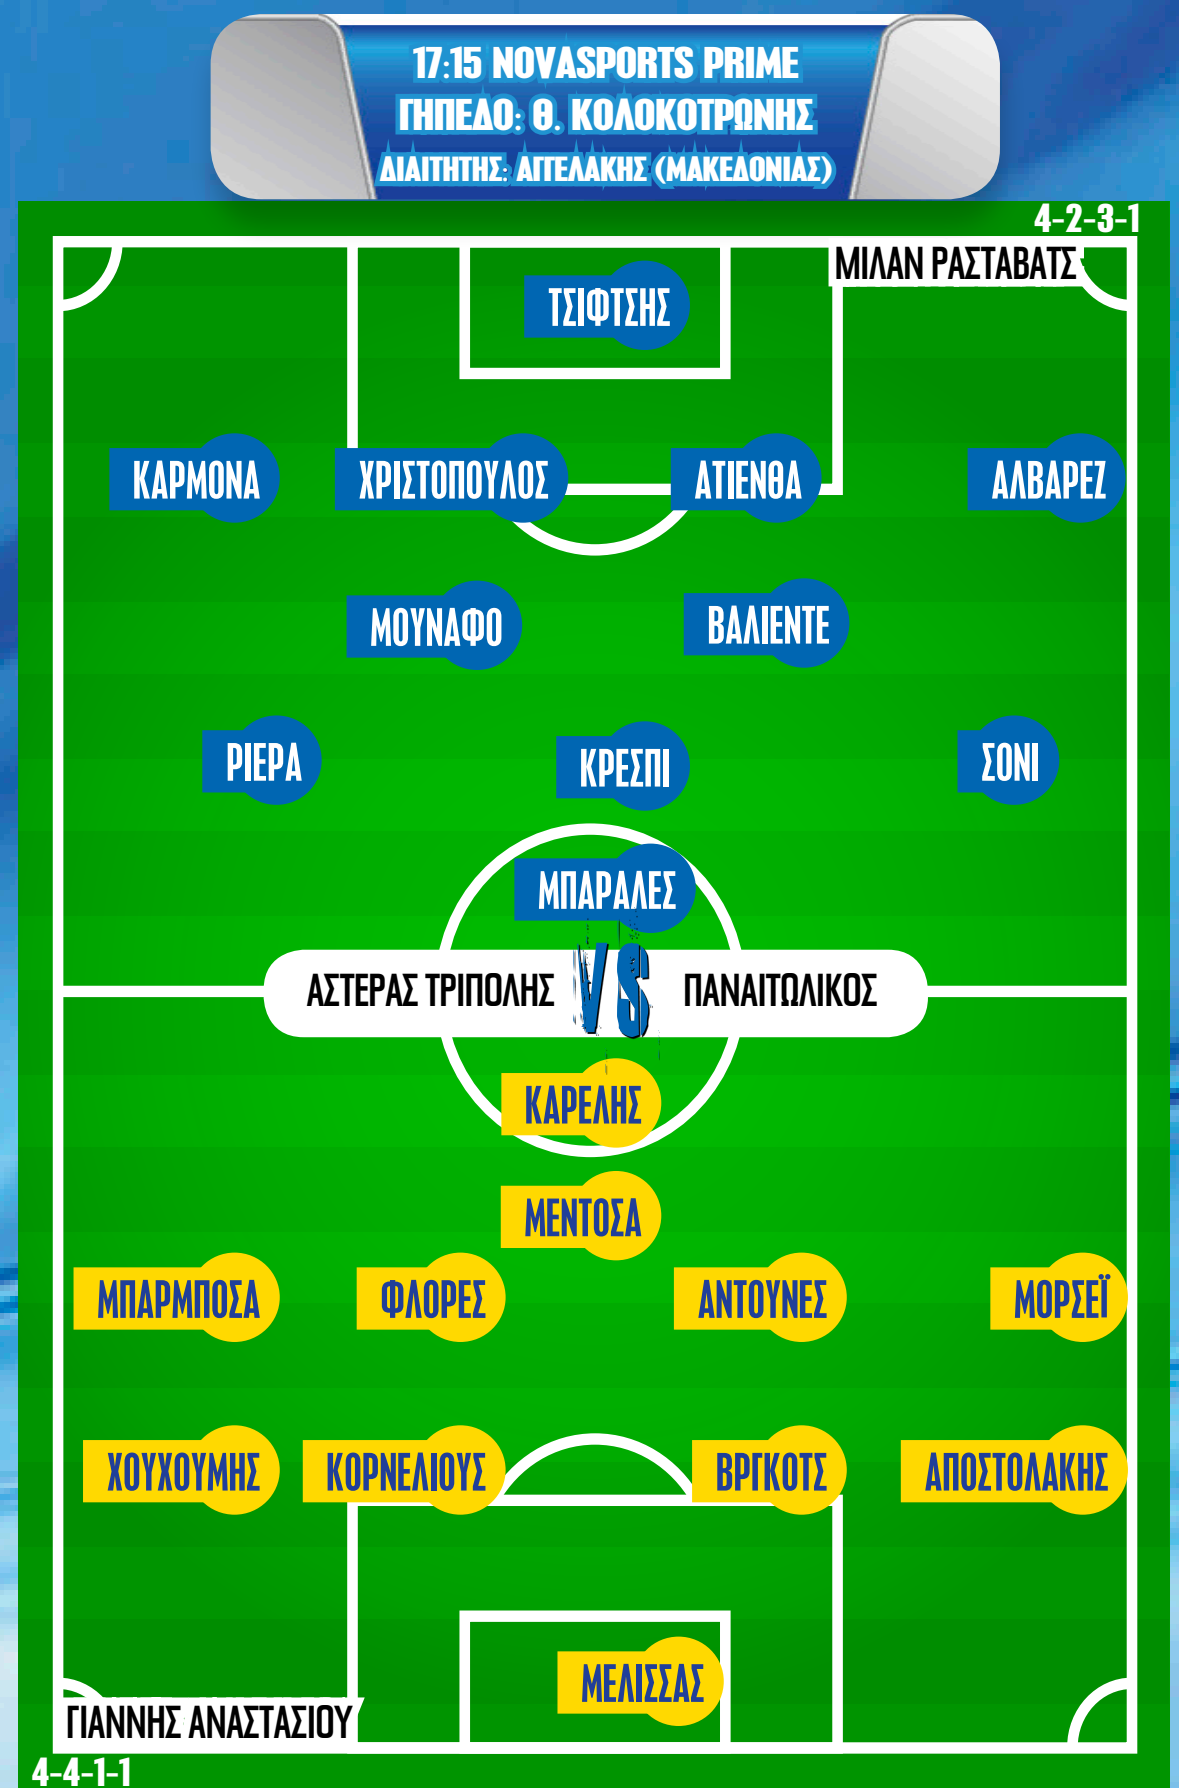 17:15 NOVASPORTS PRIME
ΓΗΠΕΔΟ: Θ. ΚΟΛΟΚΟΤΡΩΝΗΣ
ΔΙΑΙΤΗΤΗΣ: ΑΓΓΕΛΑΚΗΣ (ΜΑΚΕΔΟΝΙΑΣ)
4-2-3-1
ΜΙΛΑΝ ΡΑΣΤΑΒΑΤΣ
ΤΣΙΦΤΣΗΣ
ΚΑΡΜΟΝΑ ΧΡΙΣΤΟΠΟΥΛΟΣ ΑΤΙΕΝΘΑ ΑΛΒΑΡΕΖ
ΜΟΥΝΑΦΟ ΒΑΛΙΕΝΤΕ
ΡΙΕΡΑ ΚΡΕΣΠΙ ΣΟΝΙ
ΜΠΑΡΑΛΕΣ
ΑΣΤΕΡΑΣ ΤΡΙΠΟΛΗΣ VS ΠΑΝΑΙΤΩΛΙΚΟΣ
ΚΑΡΕΛΗΣ
ΜΕΝΤΟΣΑ
ΜΠΑΡΜΠΟΣΑ ΦΛΟΡΕΣ ΑΝΤΟΥΝΕΣ ΜΟΡΣΕΪ
ΧΟΥΧΟΥΜΗΣ ΚΟΡΝΕΛΙΟΥΣ ΒΡΓΚΟΤΣ ΑΠΟΣΤΟΛΑΚΗΣ
ΜΕΛΙΣΣΑΣ
ΓΙΑΝΝΗΣ ΑΝΑΣΤΑΣΙΟΥ
4-4-1-1